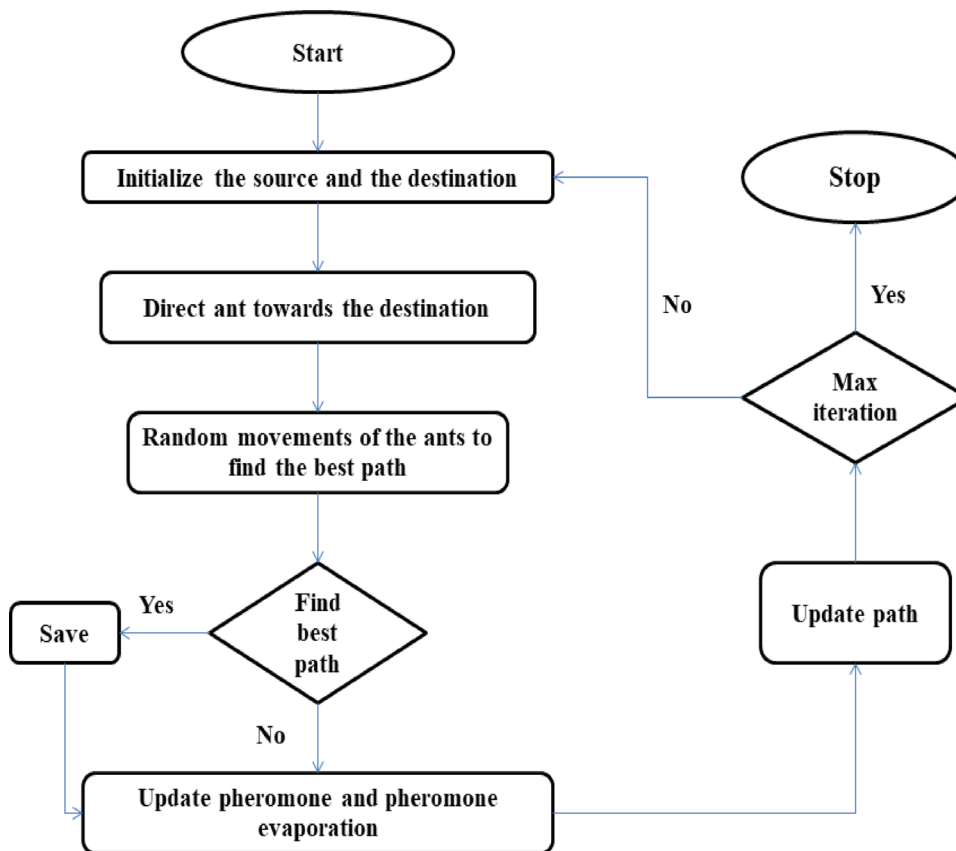 Start
Initialize the source and the destination
Direct ant towards the destination
Random movements of the ants to
find the best path
Find
best
path
Yes
Save
No
Update pheromone and pheromone
evaporation
Update path
Max
iteration
No
Yes
Stop